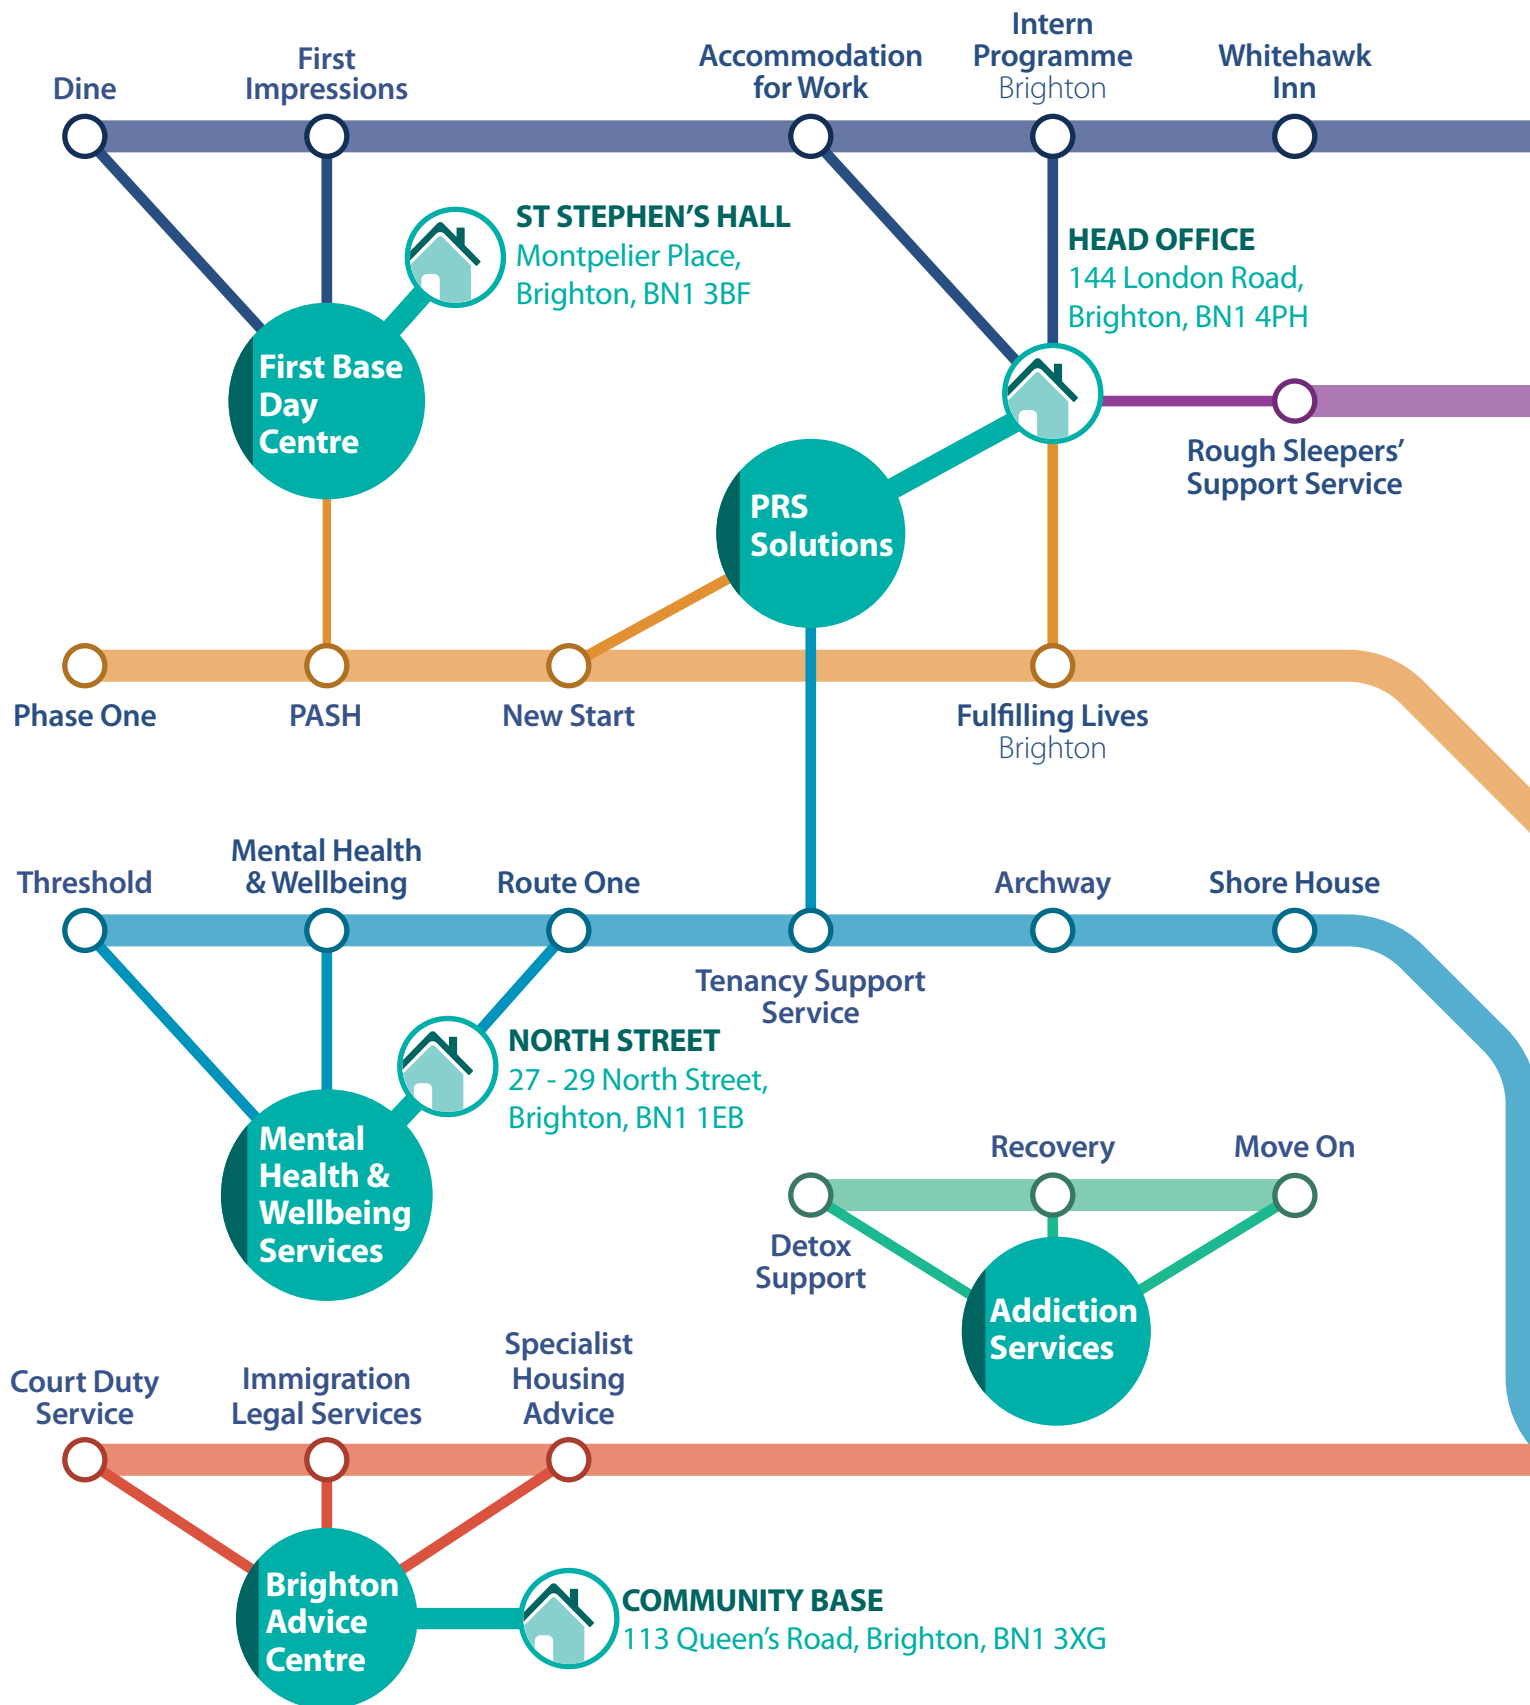 Dine
First
Impressions
Accommodation
for Work
Intern
Programme
Brighton
Whitehawk
Inn
ST STEPHEN'S HALL
Montpelier Place,
Brighton, BN1 3BF
HEAD OFFICE
144 London Road,
Brighton, BN1 4PH
First Base
Day
Centre
PRS
Solutions
Rough Sleepers’
Support Service
Phase One
PASH
New Start
Fulfilling Lives
Brighton
Threshold
Mental Health
& Wellbeing
Route One
Tenancy Support
Service
Archway
Shore House
NORTH STREET
27 - 29 North Street,
Brighton, BN1 1EB
Mental
Health &
Wellbeing
Services
Detox
Support
Recovery
Move On
Addiction
Services
Court Duty
Service
Immigration
Legal Services
Specialist
Housing
Advice
Brighton
Advice
Centre
COMMUNITY BASE
113 Queen's Road, Brighton, BN1 3XG